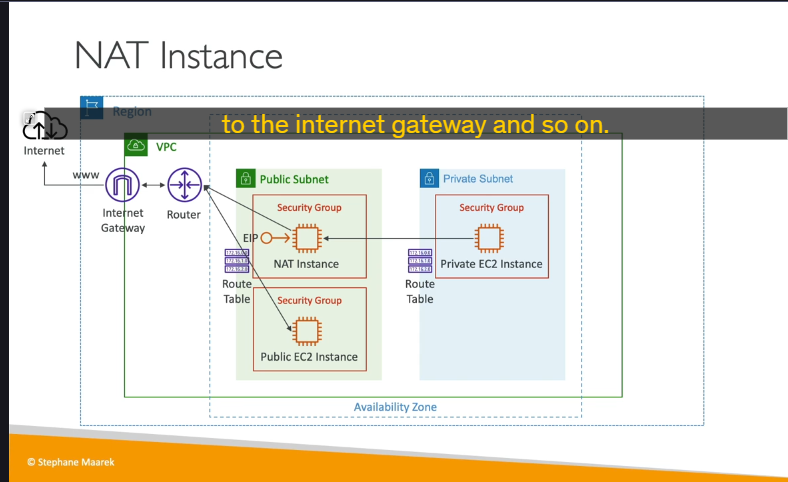 NAT Instance
Region
to the internet gateway and so on.
Internet
VPC
www
Internet
Gateway
Router
Public Subnet
Security Group
EIP
NAT Instance
Route
Table
Security Group
Public EC2 Instance
Private Subnet
Security Group
Private EC2 Instance
Route
Table
Availability Zone
© Stephane Maarek